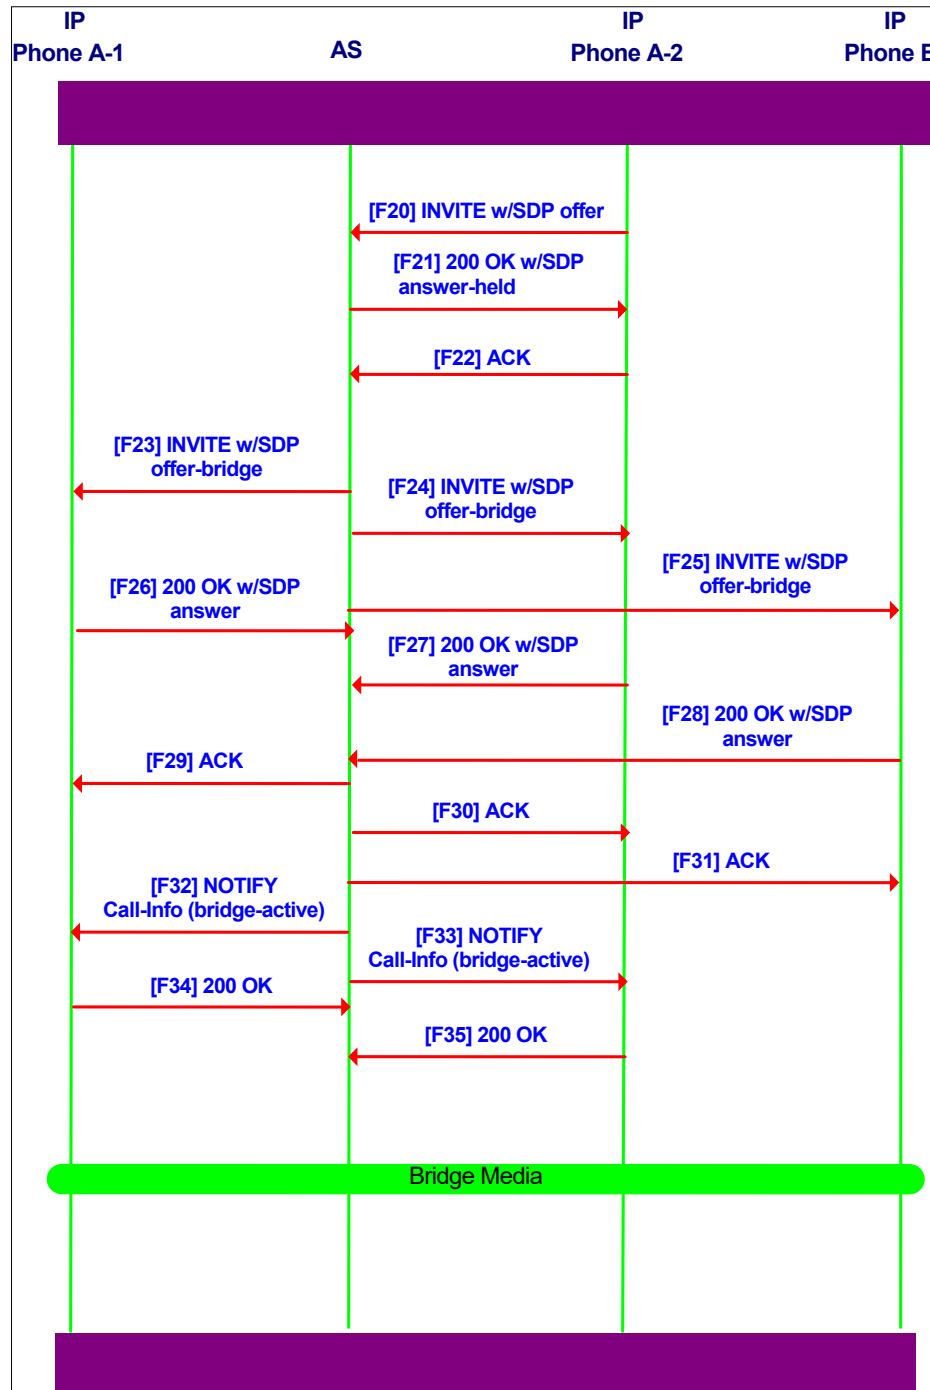 IP
Phone A-1
AS
IP
Phone A-2
IP
Phone
[F20] INVITE w/SDP offer
[F21] 200 OK w/SDP
answer-held
[F22] ACK
[F23] INVITE w/SDP
offer-bridge
[F24] INVITE w/SDP
offer-bridge
[F25] INVITE w/SDP
offer-bridge
[F26] 200 OK w/SDP
answer
[F27] 200 OK w/SDP
answer
[F28] 200 OK w/SDP
answer
[F29] ACK
[F30] ACK
[F31] ACK
[F32] NOTIFY
Call-Info (bridge-active)
[F33] NOTIFY
Call-Info (bridge-active)
[F34] 200 OK
[F35] 200 OK
Bridge Media